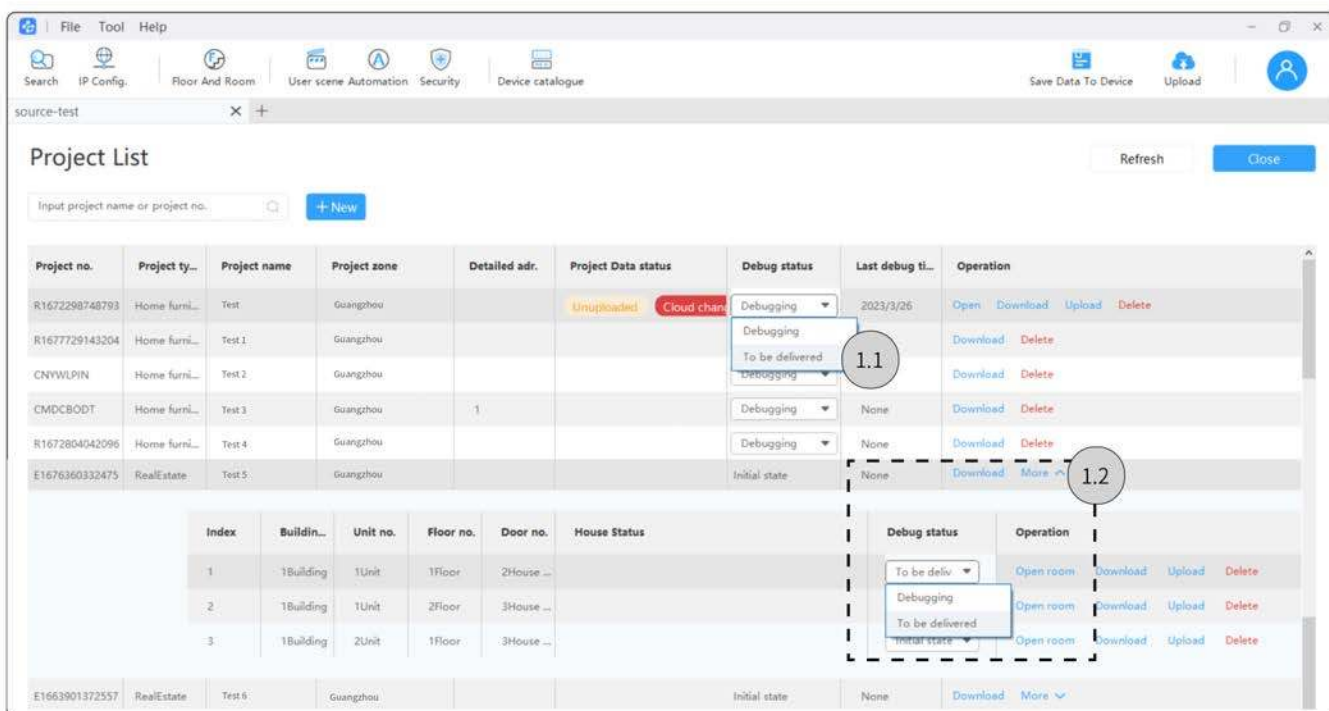 File Tool Help
Search IP Config. Floor And Room User scene Automation Security Device catalogue Save Data To Device Upload
source-test
Project List Refresh Close
Input project name or project no. + New
Project no. Project ty... Project name Project zone Detailed adr. Project Data status Debug status Last debug ti... Operation
R1672298748793 Home furni... Test Guangzhou Unuploaded Cloud chan Debugging 2023/3/26 Open Download Upload Delete
Debugging
R1677729143204 Home furni... Test 1 Guangzhou Download Delete
To be delivered 1.1
CNYWLPIN Home furni... Test 2 Guangzhou Debugging Download Delete
CMDCBODT Home furni... Test 3 Guangzhou 1 Debugging None Download Delete
R1672804042096 Home furni... Test 4 Guangzhou Debugging None Download Delete
E1676360332475 RealEstate Test 5 Guangzhou Initial state None Download More 1.2
Index Buildin... Unit no. Floor no. Door no. House Status Debug status Operation
1 1Building 1Unit 1Floor 2House ... To be deliv Open room Download Upload Delete
Debugging
2 1Building 1Unit 2Floor 3House ... Open room Download Upload Delete
To be delivered
3 1Building 2Unit 1Floor 3House ... Initial state Open room Download Upload Delete
E1663901372557 RealEstate Test 6 Guangzhou Initial state None Download More